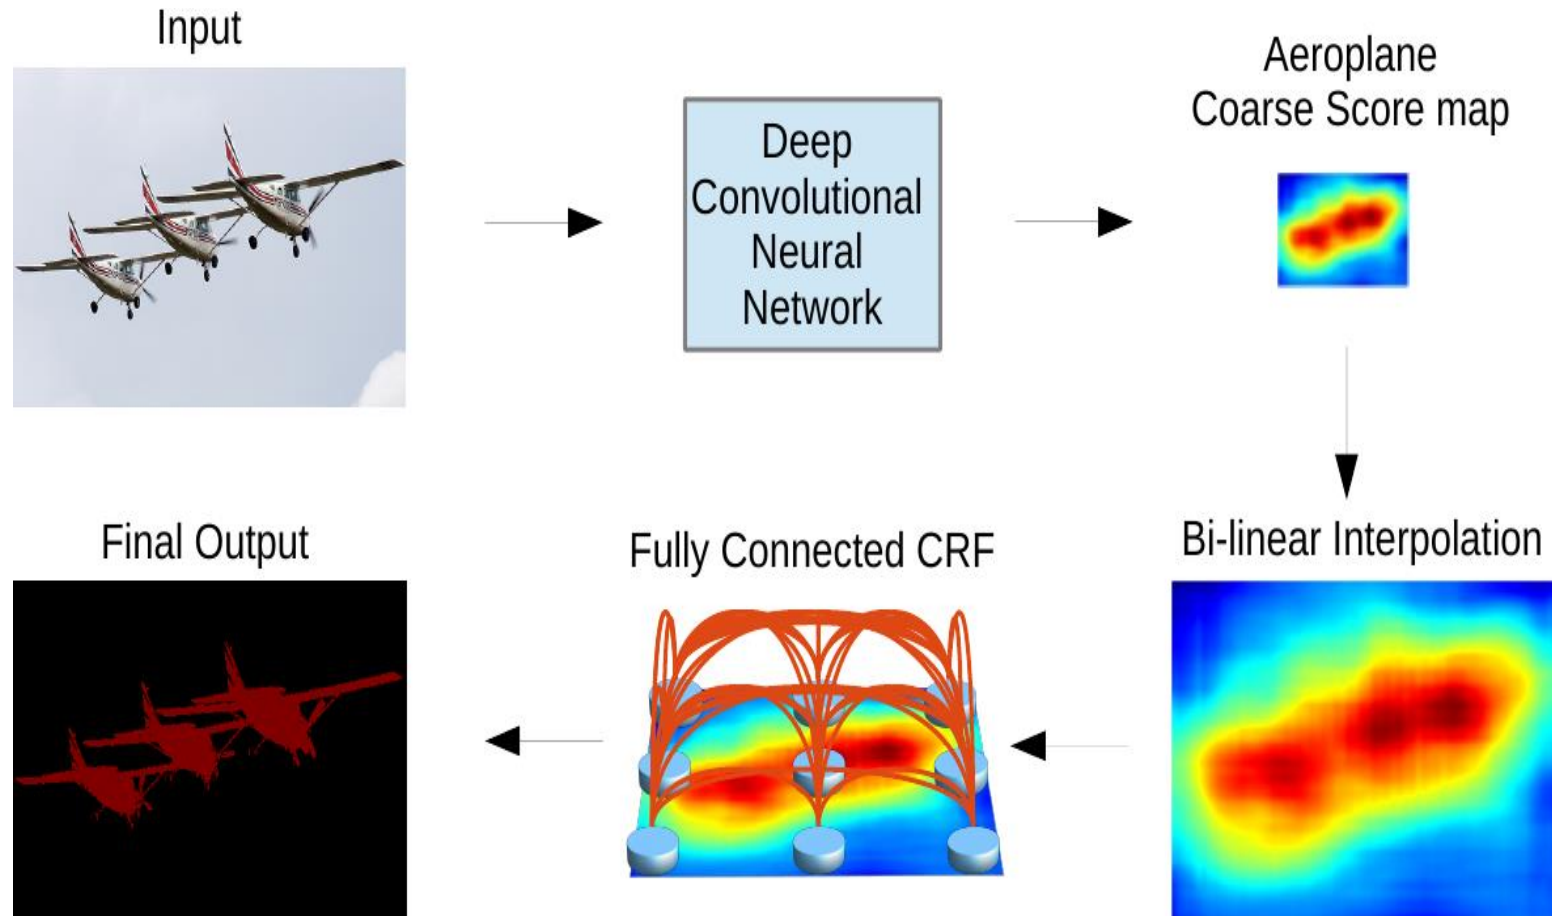 Input
Deep
Convolutional
Neural
Network
Aeroplane
Coarse Score map
Bi-linear Interpolation
Fully Connected CRF
Final Output